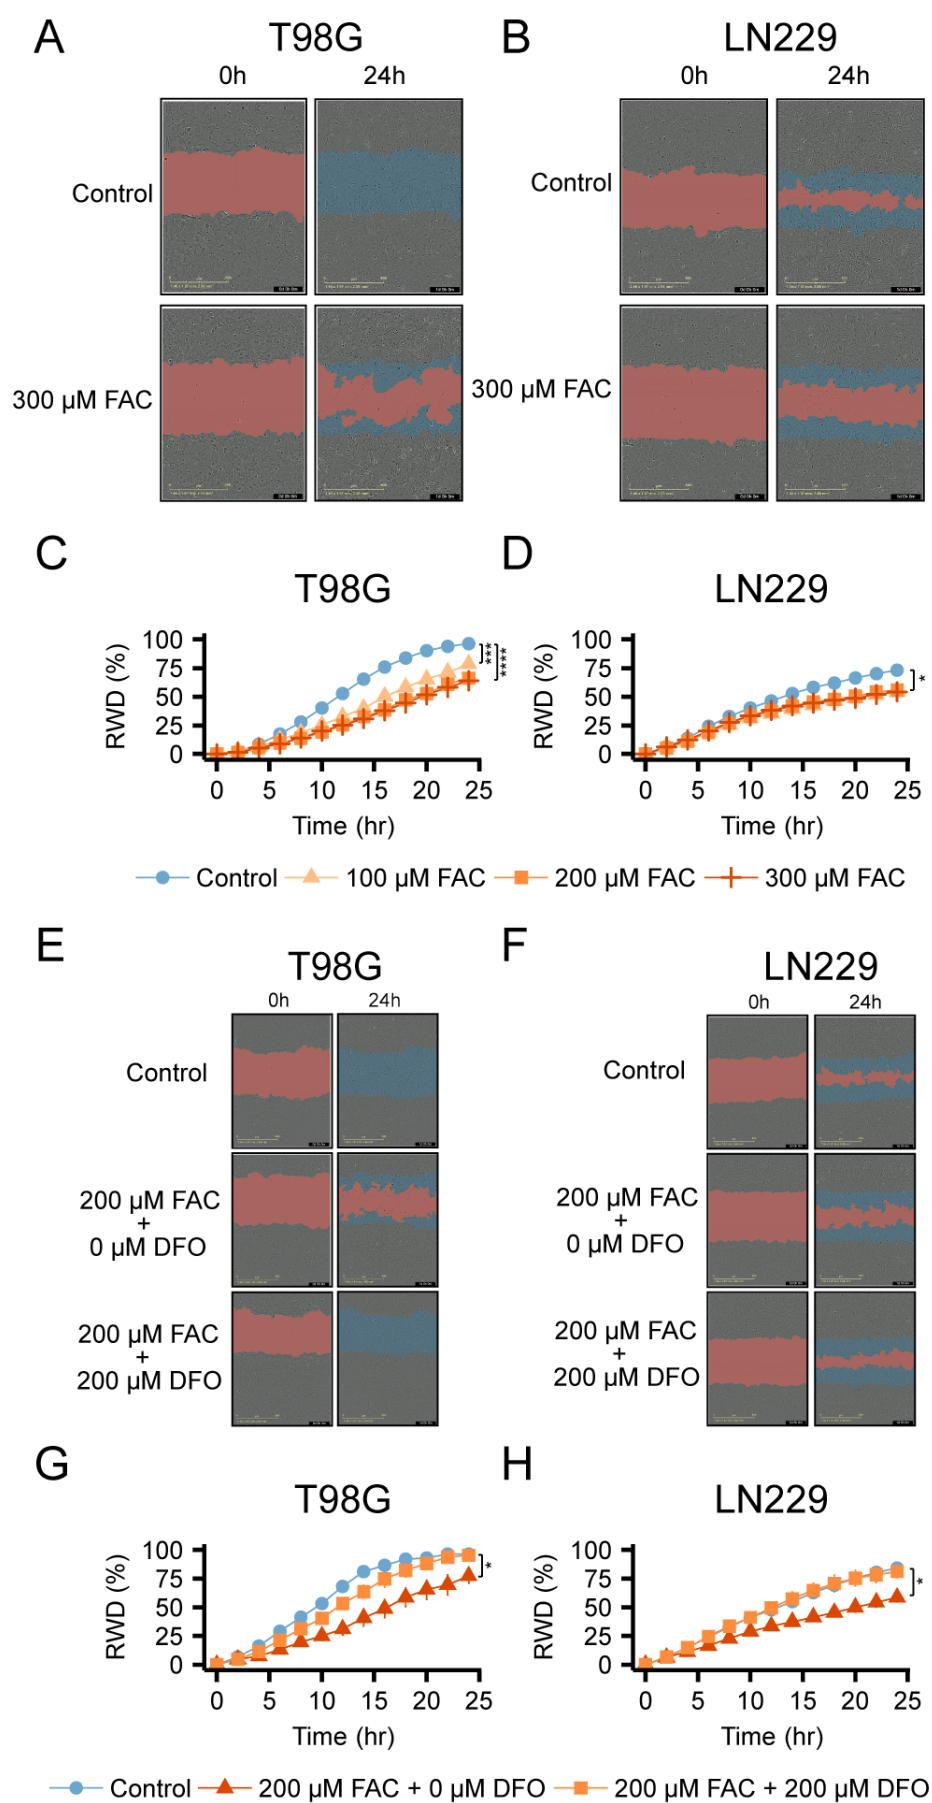 A
T98G
0h
24h
Control
300 µM FAC
B
LN229
0h
24h
Control
300 µM FAC
C
T98G
RWD (%)
100
75
50
25
0
***
****
0 5 10 15 20 25
Time (hr)
D
LN229
RWD (%)
100
75
50
25
0
*
0 5 10 15 20 25
Time (hr)
Control 100 µM FAC 200 µM FAC 300 µM FAC
E
T98G
0h
24h
Control
200 µM FAC
+
0 µM DFO
200 µM FAC
+
200 µM DFO
F
LN229
0h
24h
Control
200 µM FAC
+
0 µM DFO
200 µM FAC
+
200 µM DFO
G
T98G
RWD (%)
100
75
50
25
0
*
0 5 10 15 20 25
Time (hr)
H
LN229
RWD (%)
100
75
50
25
0
*
0 5 10 15 20 25
Time (hr)
Control 200 µM FAC + 0 µM DFO 200 µM FAC + 200 µM DFO